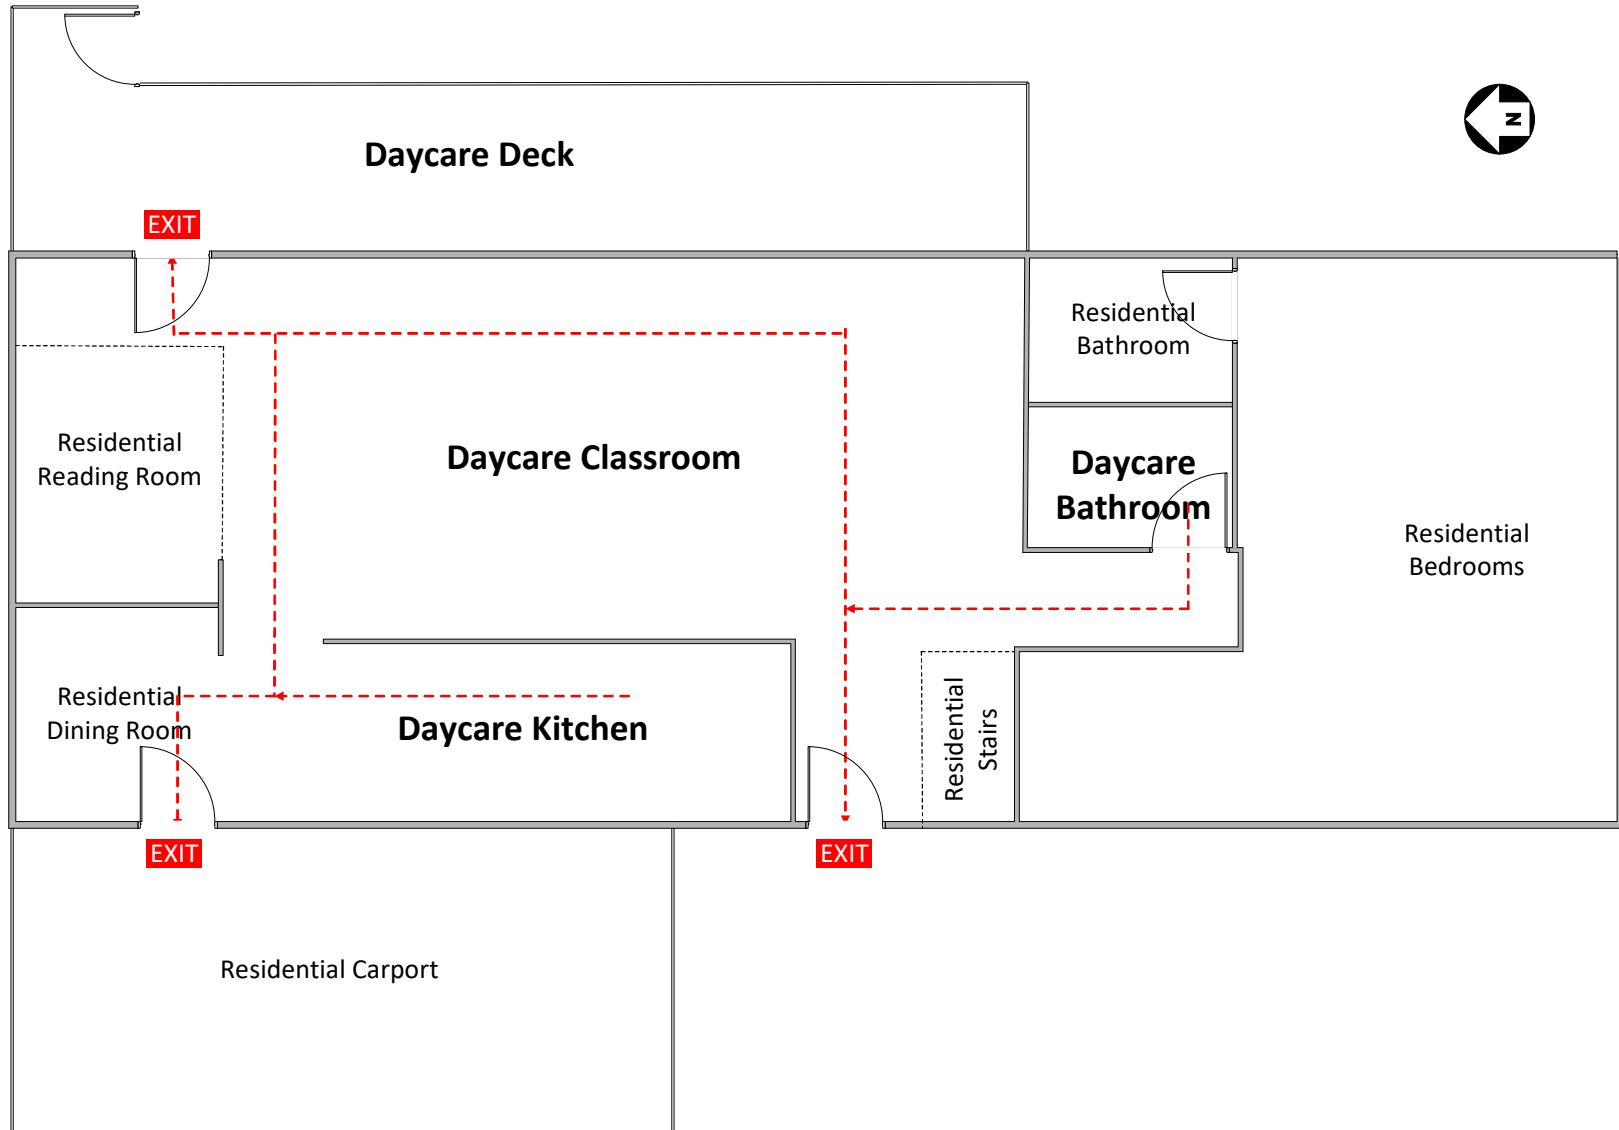 Daycare Deck
N
EXIT
Residential
Bathroom
Residential
Reading Room
Daycare Classroom
Daycare
Bathroom
Residential
Bedrooms
Residential
Dining Room
Daycare Kitchen
Residential
Stairs
EXIT
EXIT
Residential Carport